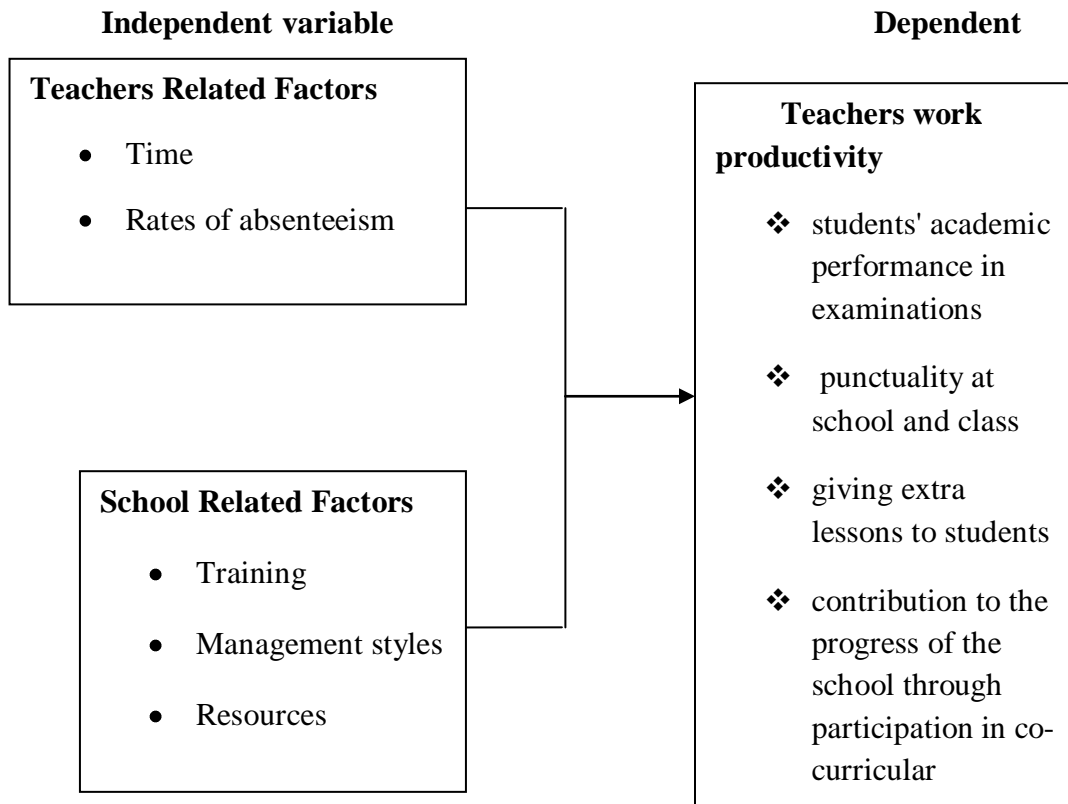 Independent variable
Dependent
Teachers Related Factors
• Time
• Rates of absenteeism
School Related Factors
• Training
• Management styles
• Resources
Teachers work
productivity
❖ students' academic
performance in
examinations
❖ punctuality at
school and class
❖ giving extra
lessons to students
❖ contribution to the
progress of the
school through
participation in co-
curricular